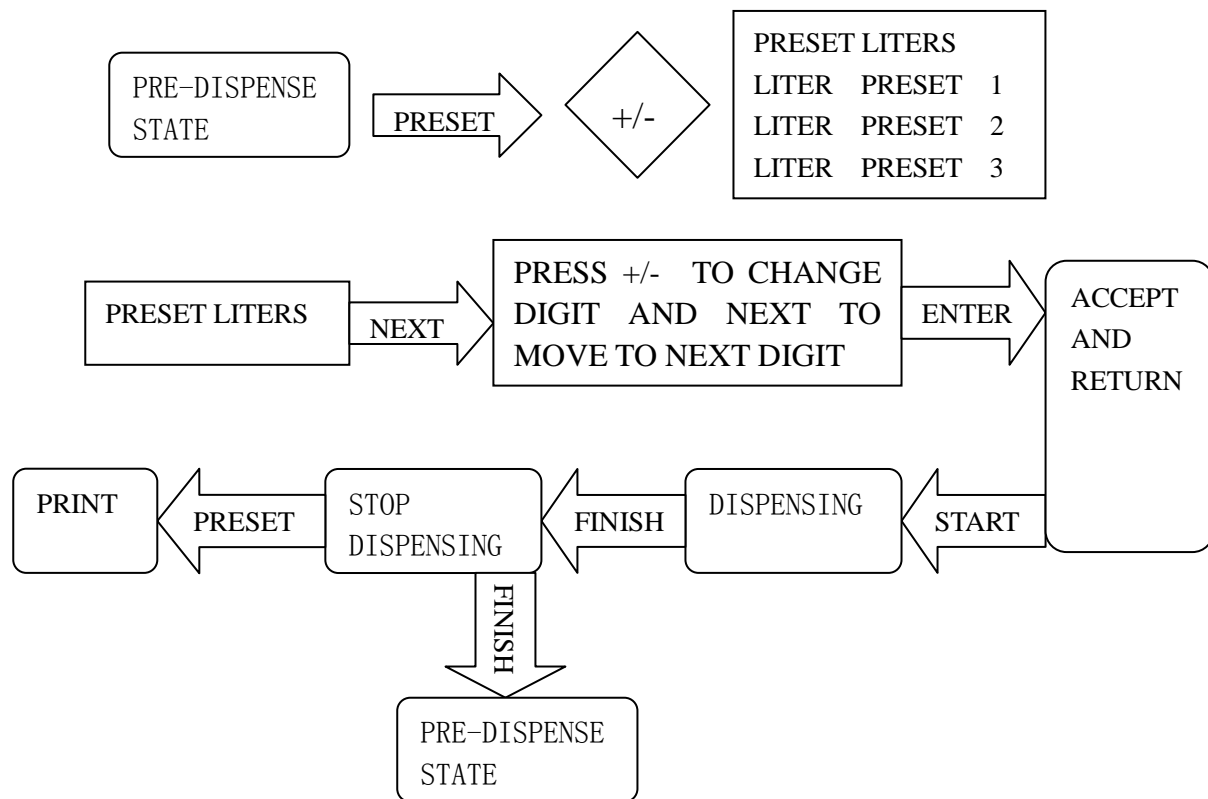 PRE-DISPENSE
STATE
PRESET
+/-
PRESET LITERS
LITER PRESET 1
LITER PRESET 2
LITER PRESET 3
PRESET LITERS
NEXT
PRESS +/- TO CHANGE
DIGIT AND NEXT TO
MOVE TO NEXT DIGIT
ENTER
ACCEPT
AND
RETURN
START
DISPENSING
FINISH
STOP
DISPENSING
PRESET
PRINT
FINISH
PRE-DISPENSE
STATE